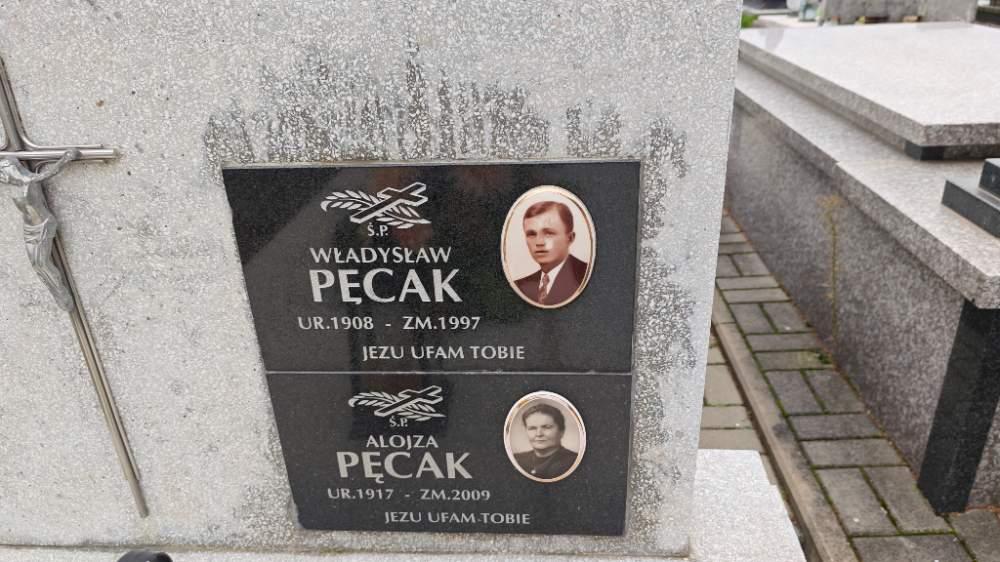 Ś.P.
WŁADYSŁAW
PĘCAK
UR.1908 - ZM.1997
JEZU UFAM TOBIE
Ś.P.
ALOJZA
PĘCAK
UR.1917 - ZM.2009
JEZU UFAM TOBIE